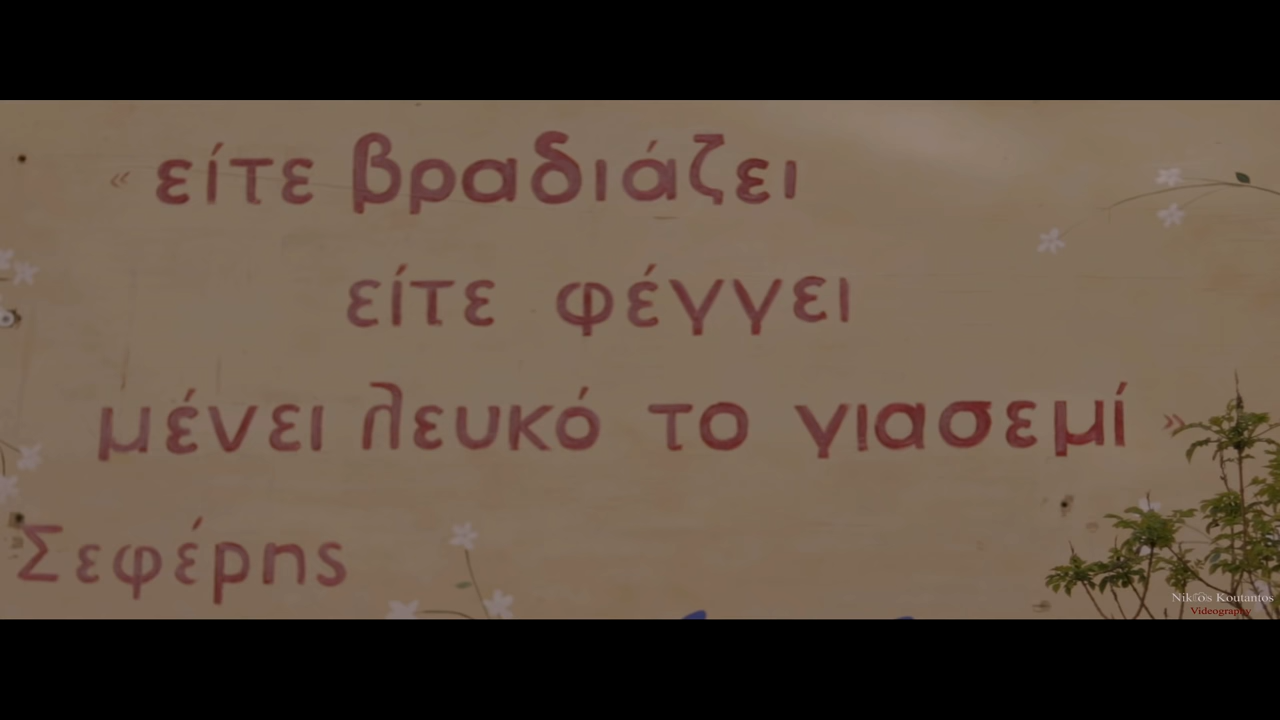 « είτε βραδιάζει
είτε φέγγει
μένει λευκό το γιασεμί »
Σεφέρης
Nikos Koutantos
Videography